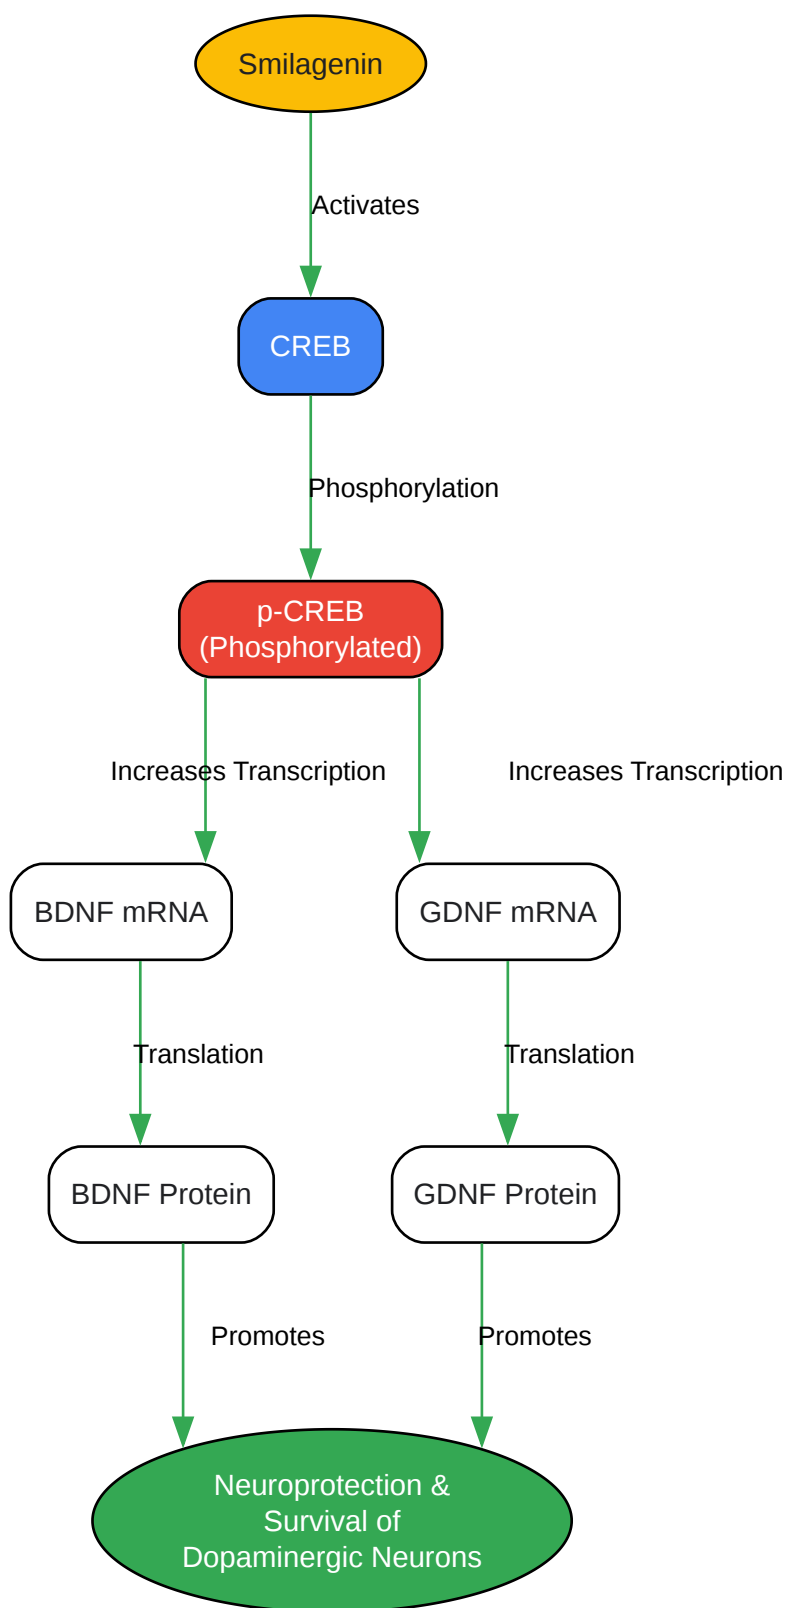 Smilagenin
Activates
CREB
Phosphorylation
p-CREB
(Phosphorylated)
Increases Transcription
Increases Transcription
BDNF mRNA
GDNF mRNA
Translation
Translation
BDNF Protein
GDNF Protein
Promotes
Promotes
Neuroprotection &
Survival of
Dopaminergic Neurons